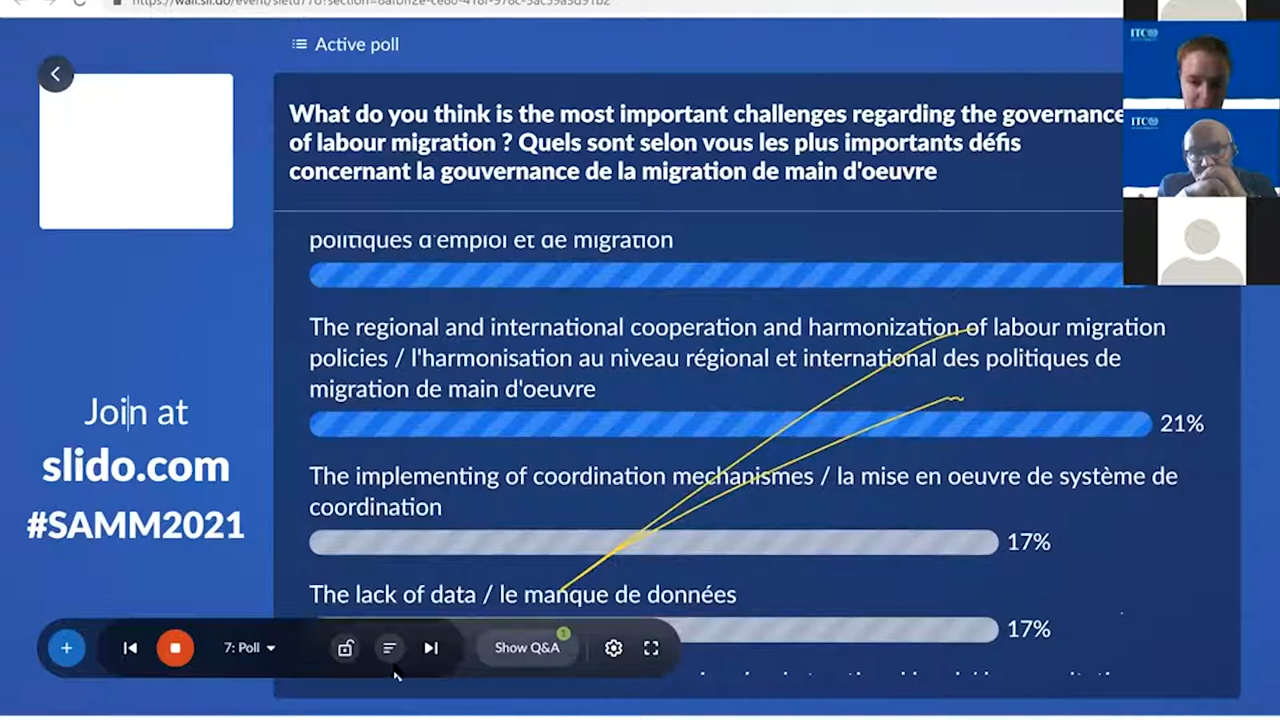 Active poll
What do you think is the most important challenges regarding the governance
of labour migration ? Quels sont selon vous les plus importants défis
concernant la gouvernance de la migration de main d'oeuvre
politiques d'emploi et de migration
The regional and international cooperation and harmonization of labour migration
policies / l'harmonisation au niveau régional et international des politiques de
migration de main d'oeuvre
21%
The implementing of coordination mechanismes / la mise en oeuvre de système de
coordination
17%
The lack of data / le manque de données
17%
Join at
slido.com
#SAMM2021
7: Poll
Show Q&A
1
ITC
ITC